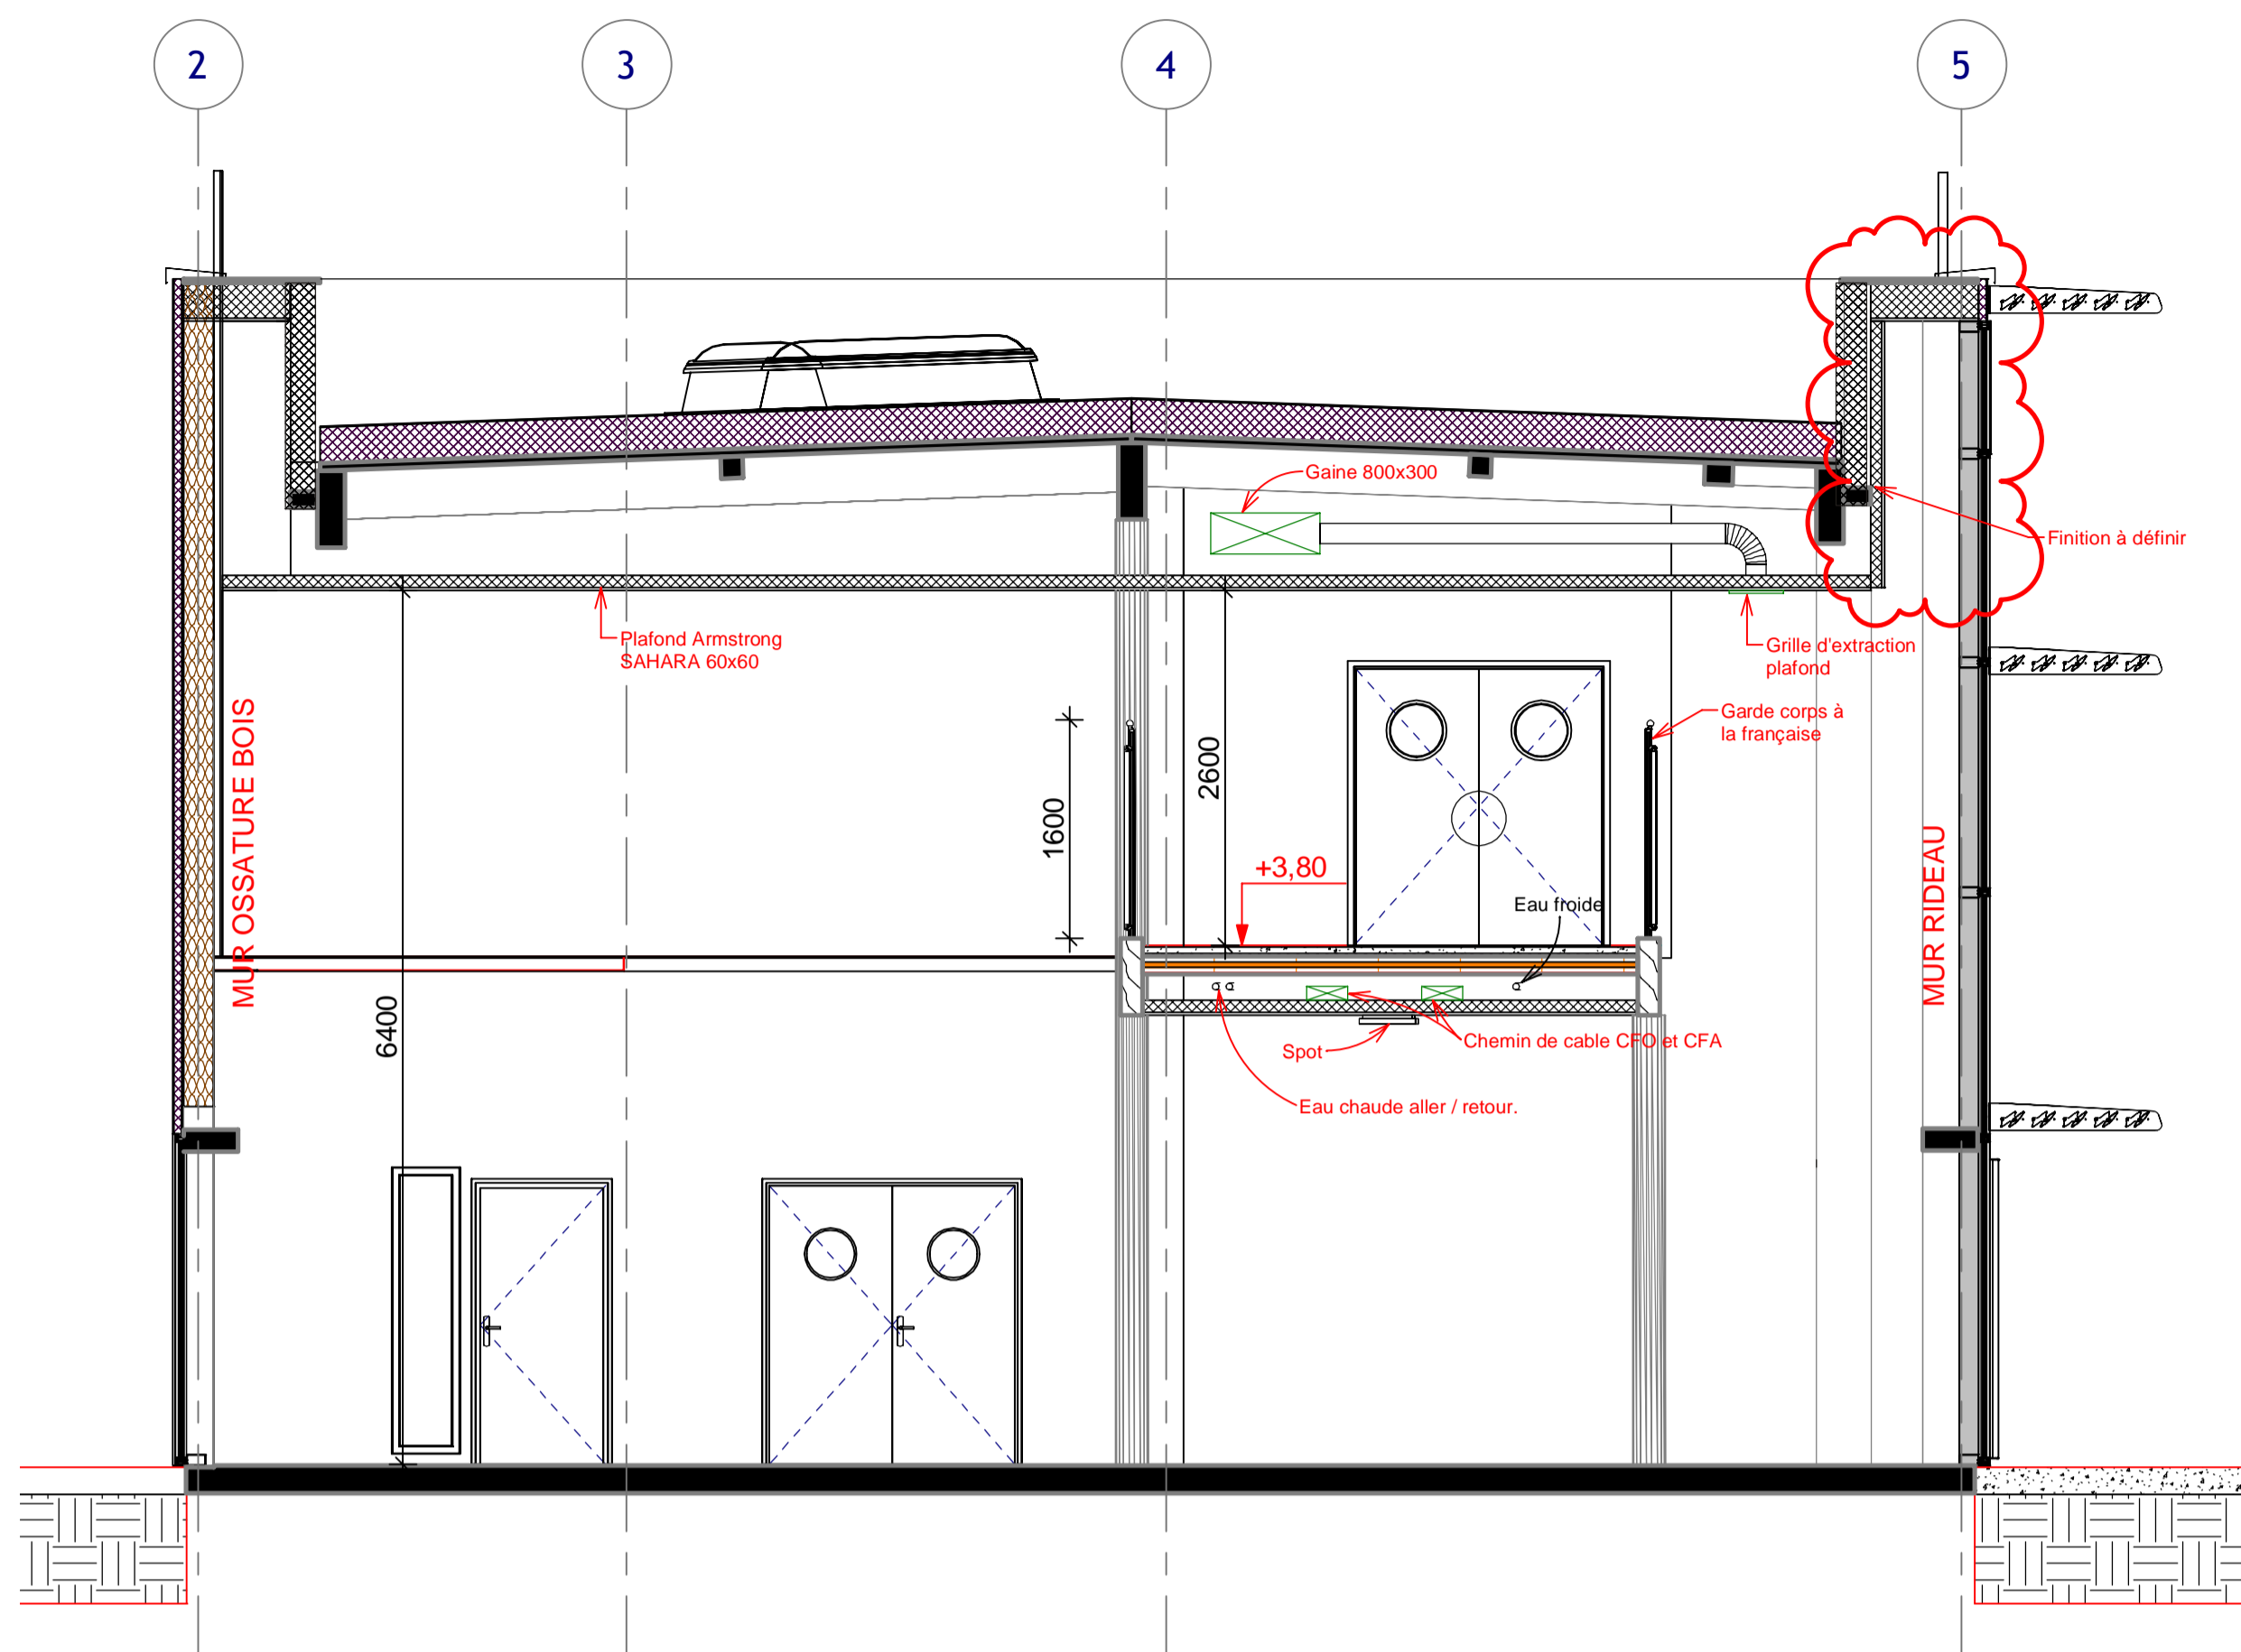 2
3
4
5
Gaine 800x300
Finition à définir
Plafond Armstrong
SAHARA 60x60
Grille d'extraction
plafond
Garde corps à
la française
MUR OSSATURE BOIS
1600
2600
+3,80
Eau froide
MUR RIDEAU
6400
Spot
Chemin de cable CFO et CFA
Eau chaude aller / retour.